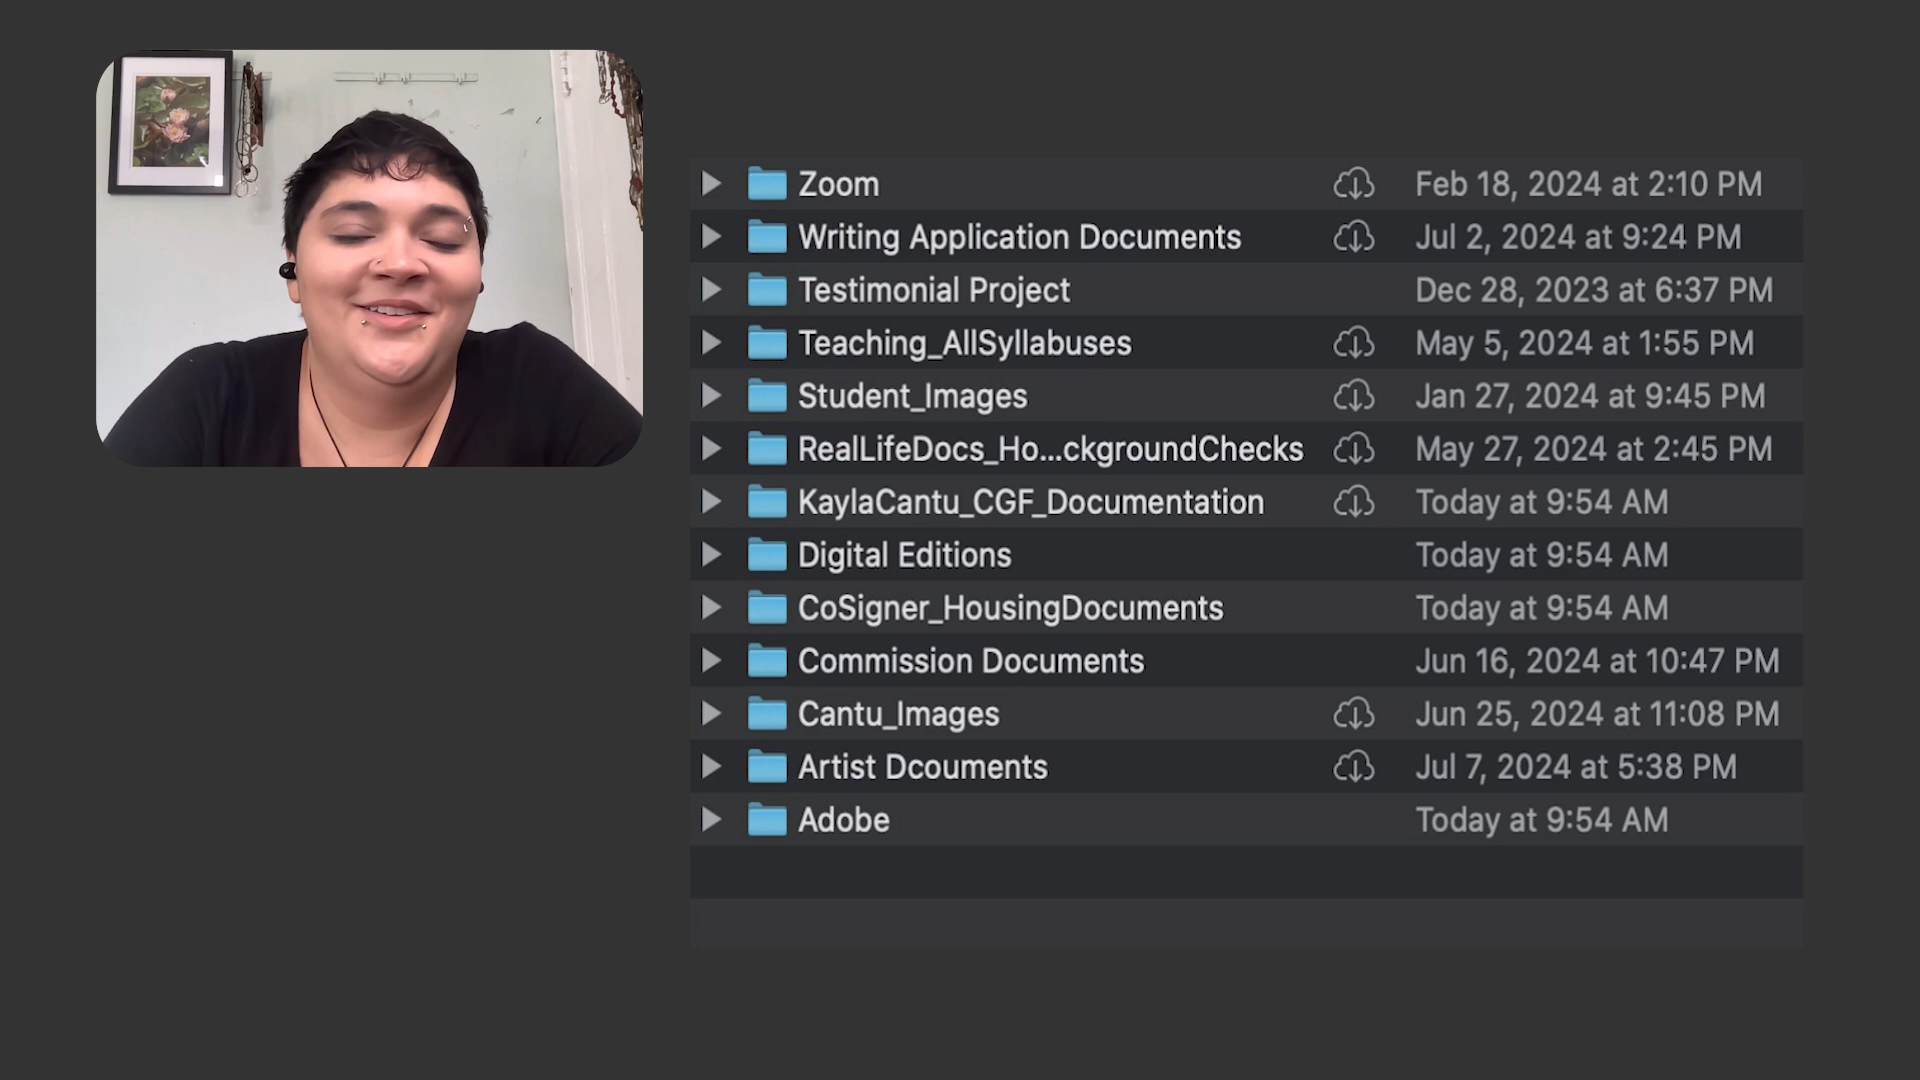 Zoom Feb 18, 2024 at 2:10 PM
Writing Application Documents Jul 2, 2024 at 9:24 PM
Testimonial Project Dec 28, 2023 at 6:37 PM
Teaching_AllSyllabuses May 5, 2024 at 1:55 PM
Student_Images Jan 27, 2024 at 9:45 PM
RealLifeDocs_Ho...ckgroundChecks May 27, 2024 at 2:45 PM
KaylaCantu_CGF_Documentation Today at 9:54 AM
Digital Editions Today at 9:54 AM
CoSigner_HousingDocuments Today at 9:54 AM
Commission Documents Jun 16, 2024 at 10:47 PM
Cantu_Images Jun 25, 2024 at 11:08 PM
Artist Dcouments Jul 7, 2024 at 5:38 PM
Adobe Today at 9:54 AM